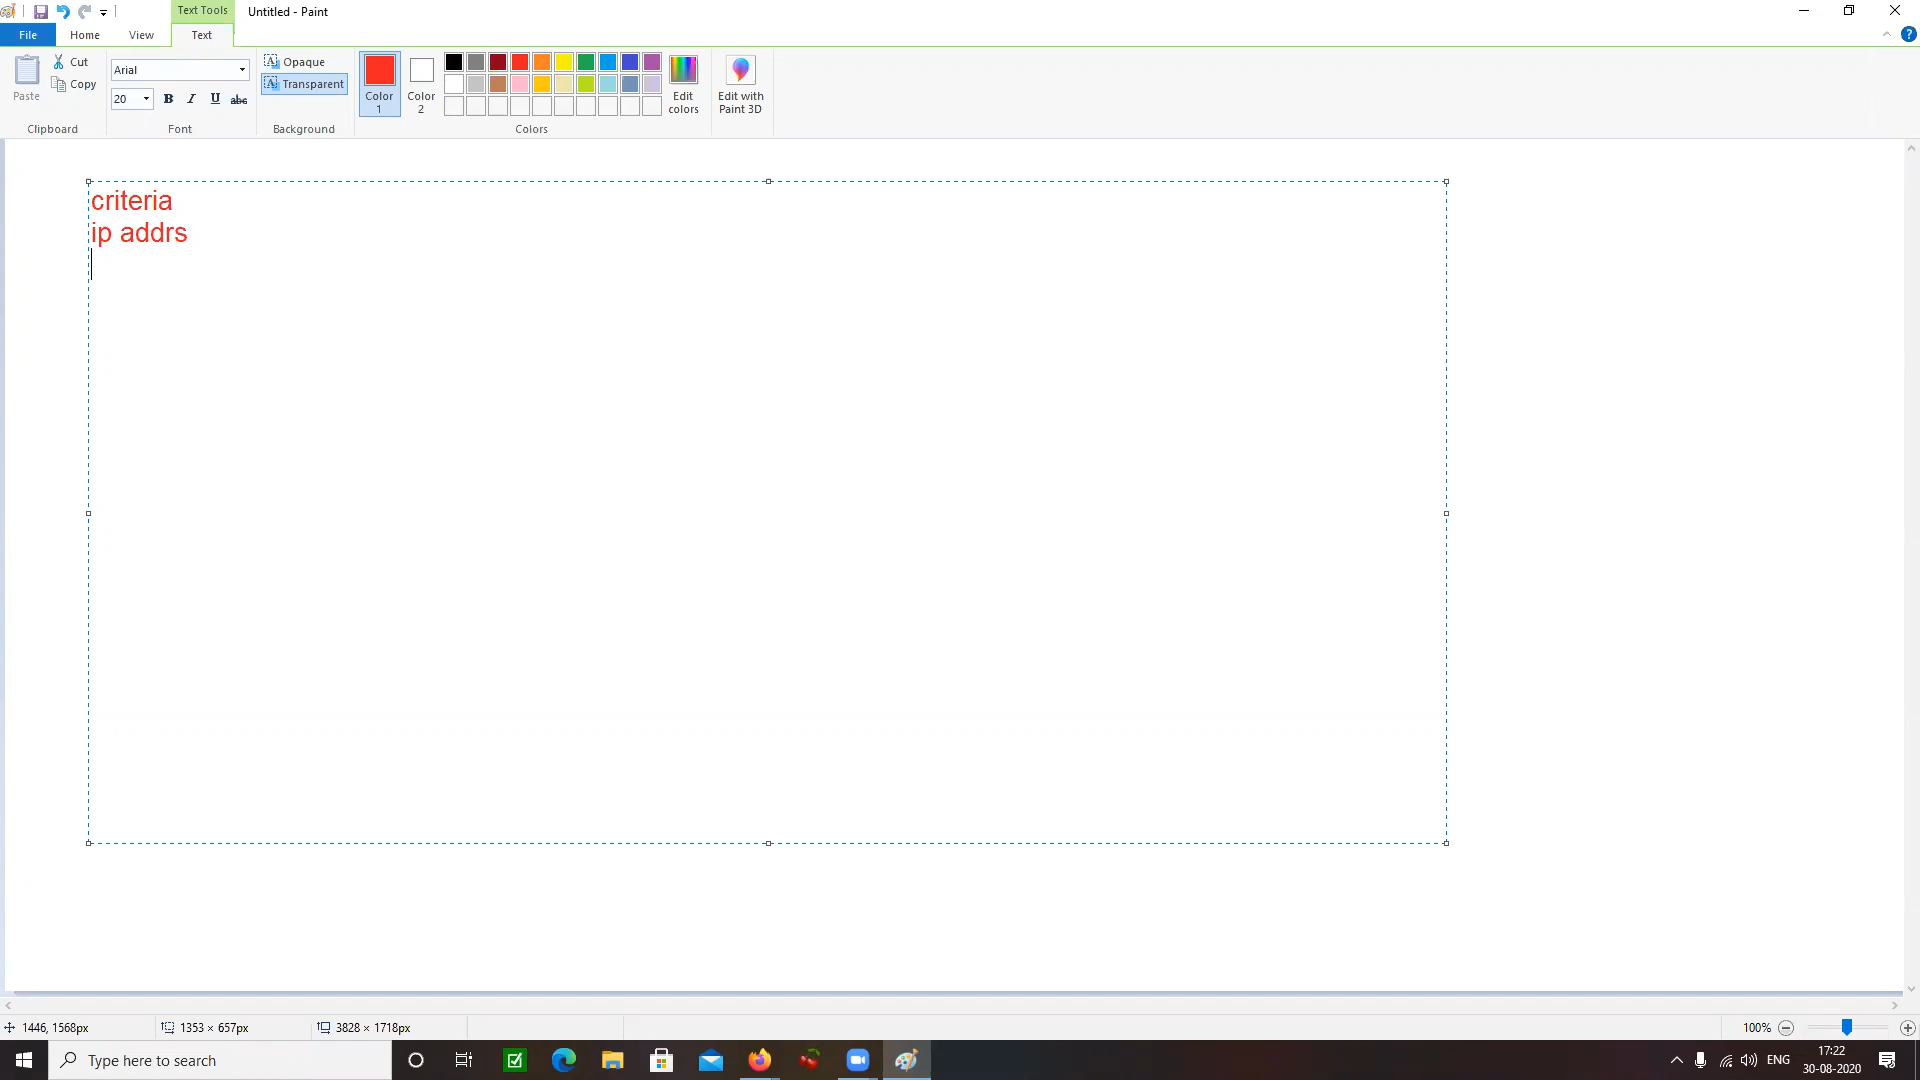 Text Tools
Untitled - Paint
File
Home
View
Text
Paste
Cut
Copy
Clipboard
Arial
20
B
I
U
abc
Font
Opaque
Transparent
Background
Color
1
Color
2
Edit
colors
Colors
Edit with
Paint 3D
criteria
ip addrs
1446, 1568px
1353 × 657px
3828 × 1718px
100%
Type here to search
ENG
17:22
30-08-2020